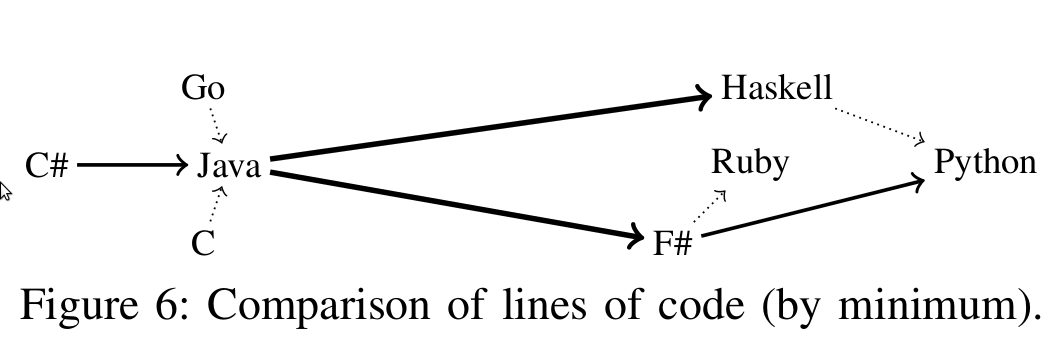 Go
Haskell
C#
Java
Ruby
Python
C
F#
Figure 6: Comparison of lines of code (by minimum).